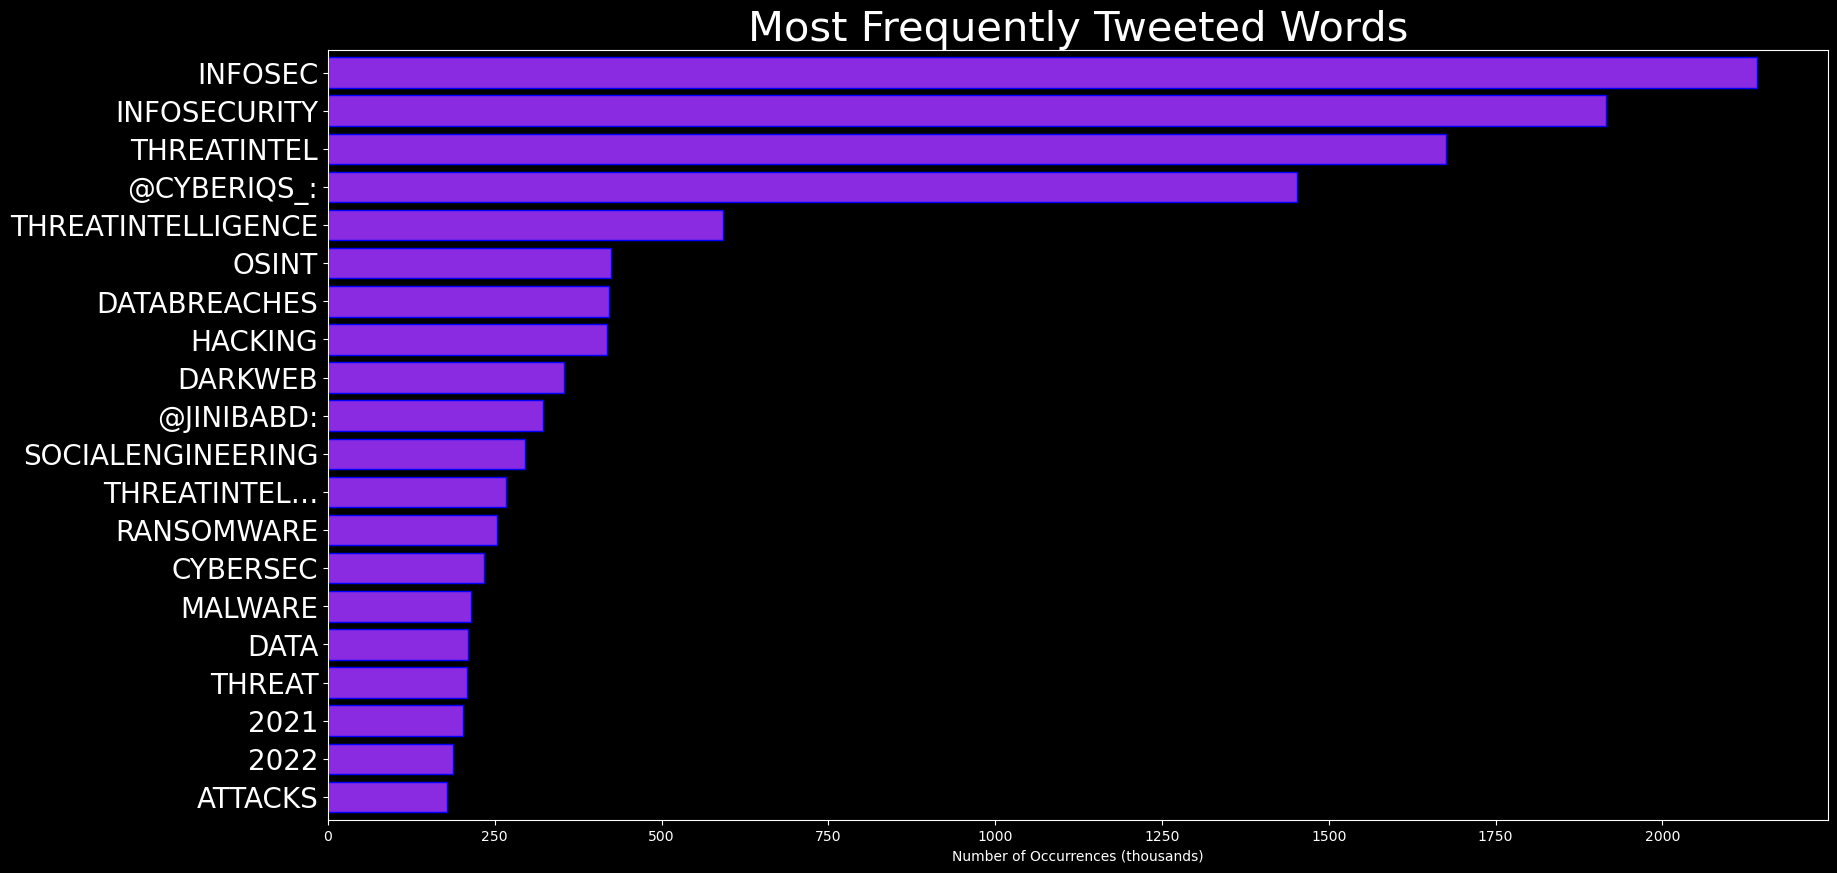 Most Frequently Tweeted Words
INFOSEC
INFOSECURITY
THREATINTEL
@CYBERIQS_:
THREATINTELLIGENCE
OSINT
DATABREACHES
HACKING
DARKWEB
@JINIBABD:
SOCIALENGINEERING
THREATINTEL…
RANSOMWARE
CYBERSEC
MALWARE
DATA
THREAT
2021
2022
ATTACKS
0 250 500 750 1000 1250 1500 1750 2000
Number of Occurrences (thousands)